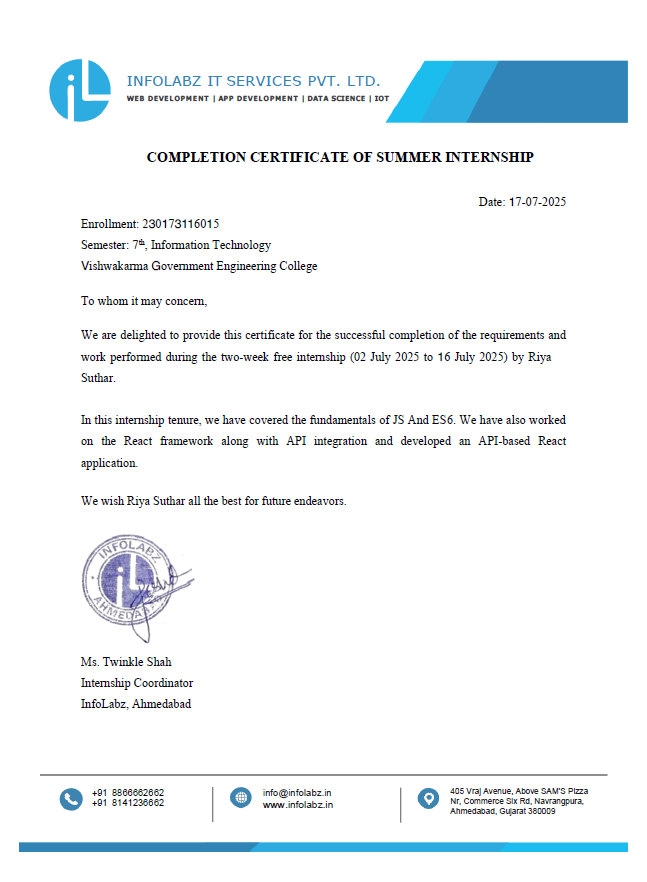 INFOLABZ IT SERVICES PVT. LTD.
WEB DEVELOPMENT | APP DEVELOPMENT | DATA SCIENCE | IOT
COMPLETION CERTIFICATE OF SUMMER INTERNSHIP
Date: 17-07-2025
Enrollment: 230173116015
Semester: 7th, Information Technology
Vishwakarma Government Engineering College
To whom it may concern,
We are delighted to provide this certificate for the successful completion of the requirements and
work performed during the two-week free internship (02 July 2025 to 16 July 2025) by Riya
Suthar.
In this internship tenure, we have covered the fundamentals of JS And ES6. We have also worked
on the React framework along with API integration and developed an API-based React
application.
We wish Riya Suthar all the best for future endeavors.
INFOLABZ
AHMEDABAD
Ms. Twinkle Shah
Internship Coordinator
InfoLabz, Ahmedabad
+91 8866662662
+91 8141236662
info@infolabz.in
www.infolabz.in
405 Vraj Avenue, Above SAM'S Pizza
Nr, Commerce Six Rd, Navrangpura,
Ahmedabad, Gujarat 380009